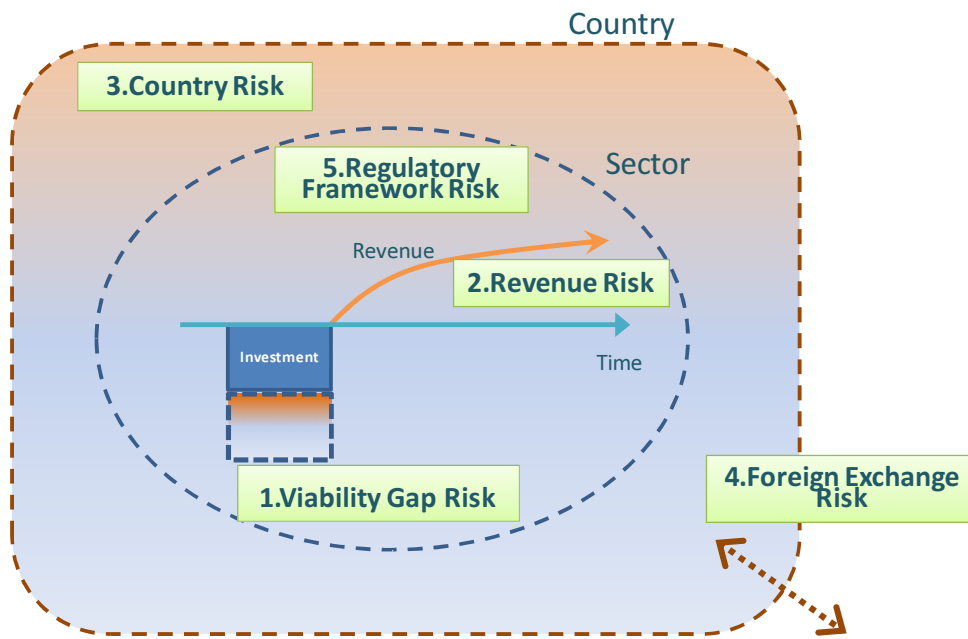 Country
3.Country Risk
5.Regulatory
Framework Risk
Sector
Revenue
2.Revenue Risk
Investment
Time
1.Viability Gap Risk
4.Foreign Exchange
Risk